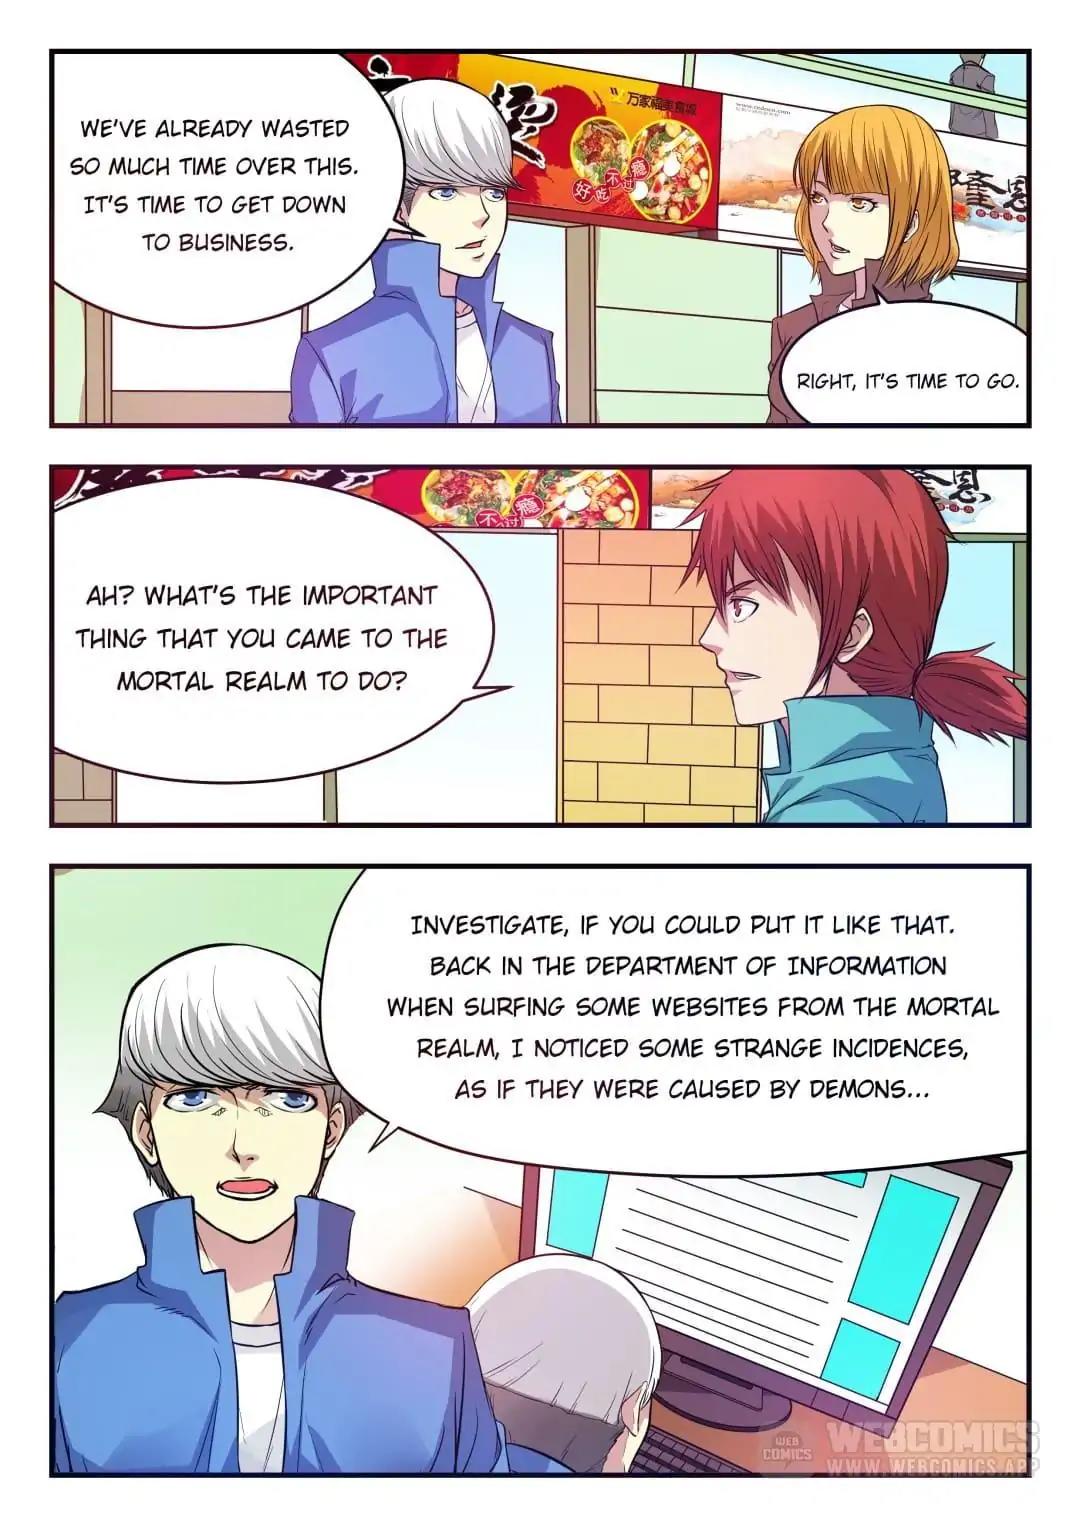 WE'VE ALREADY WASTED
SO MUCH TIME OVER THIS.
IT'S TIME TO GET DOWN
TO BUSINESS.
万家福美食城
好吃不过瘾
隆恩
RIGHT, IT'S TIME TO GO.
不过瘾
隆恩
AH? WHAT'S THE IMPORTANT
THING THAT YOU CAME TO THE
MORTAL REALM TO DO?
INVESTIGATE, IF YOU COULD PUT IT LIKE THAT.
BACK IN THE DEPARTMENT OF INFORMATION
WHEN SURFING SOME WEBSITES FROM THE MORTAL
REALM, I NOTICED SOME STRANGE INCIDENCES,
AS IF THEY WERE CAUSED BY DEMONS...
WEB
COMICS
WEBCOMICS
WWW.WEBCOMICS.APP